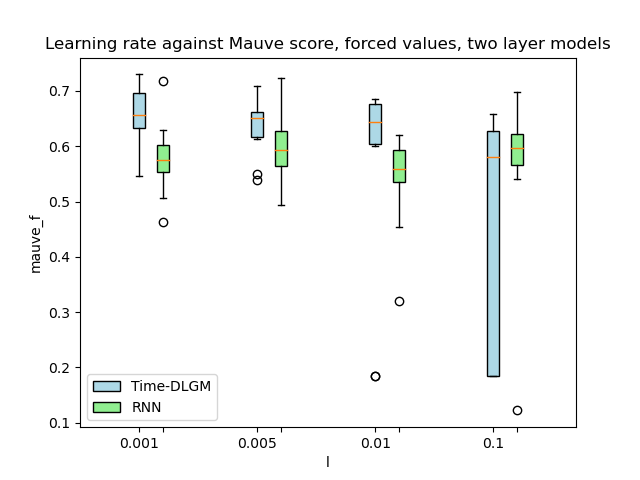 Learning rate against Mauve score, forced values, two layer models
mauve_f
0.7
0.6
0.5
0.4
0.3
0.2
0.1
Time-DLGM
RNN
0.001
0.005
0.01
0.1
l